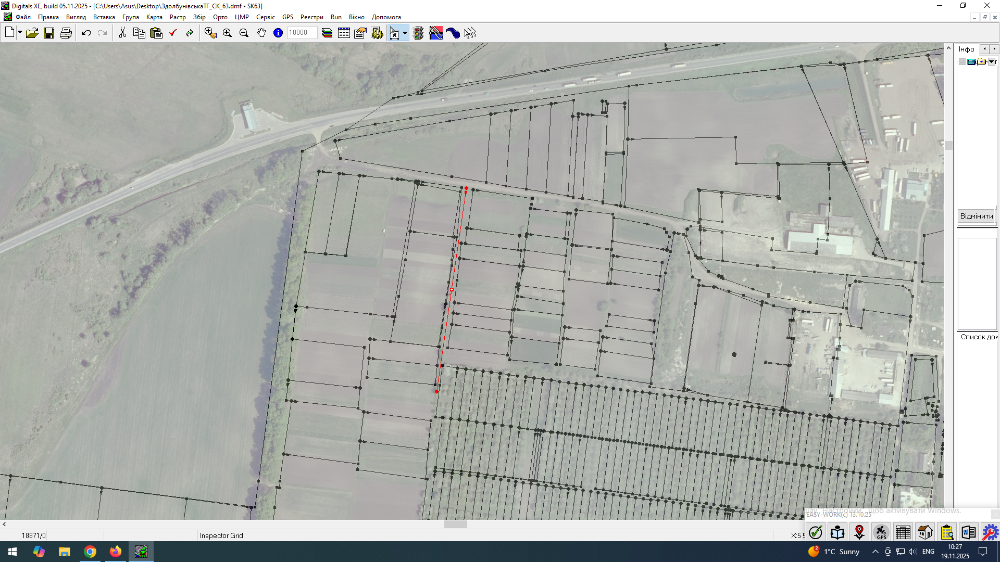 Digitals XE, build 05.11.2025 - [C:\Users\Asus\Desktop\ЗдолбунівськаТГ_СК_63.dmf • SK63]
Файл Правка Вигляд Вставка Група Карта Растр Збір Орто ЦМР Сервіс GPS Реєстри Run Вікно Допомога
10000
Інфо
Відмінити
Список док
Настройки", щоб активувати Windows.
EASY-WORK(c) 13.10.25
GPS
18871/0
Inspector Grid
X:5 5
2
1°C Sunny
ENG
10:27
19.11.2025